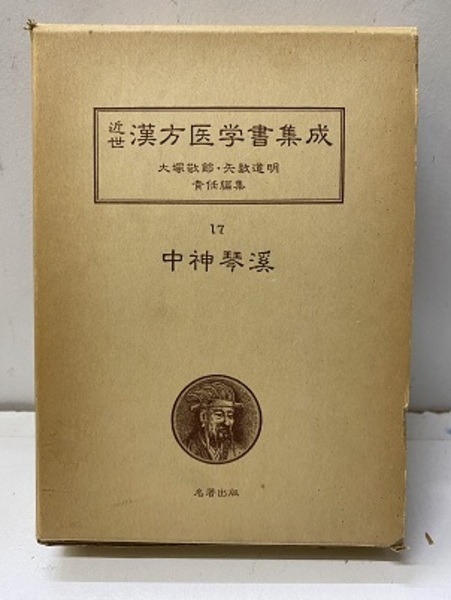 近世漢方医学書集成
大塚敬節・矢数道明
責任編集
17
中神琴溪
名著出版